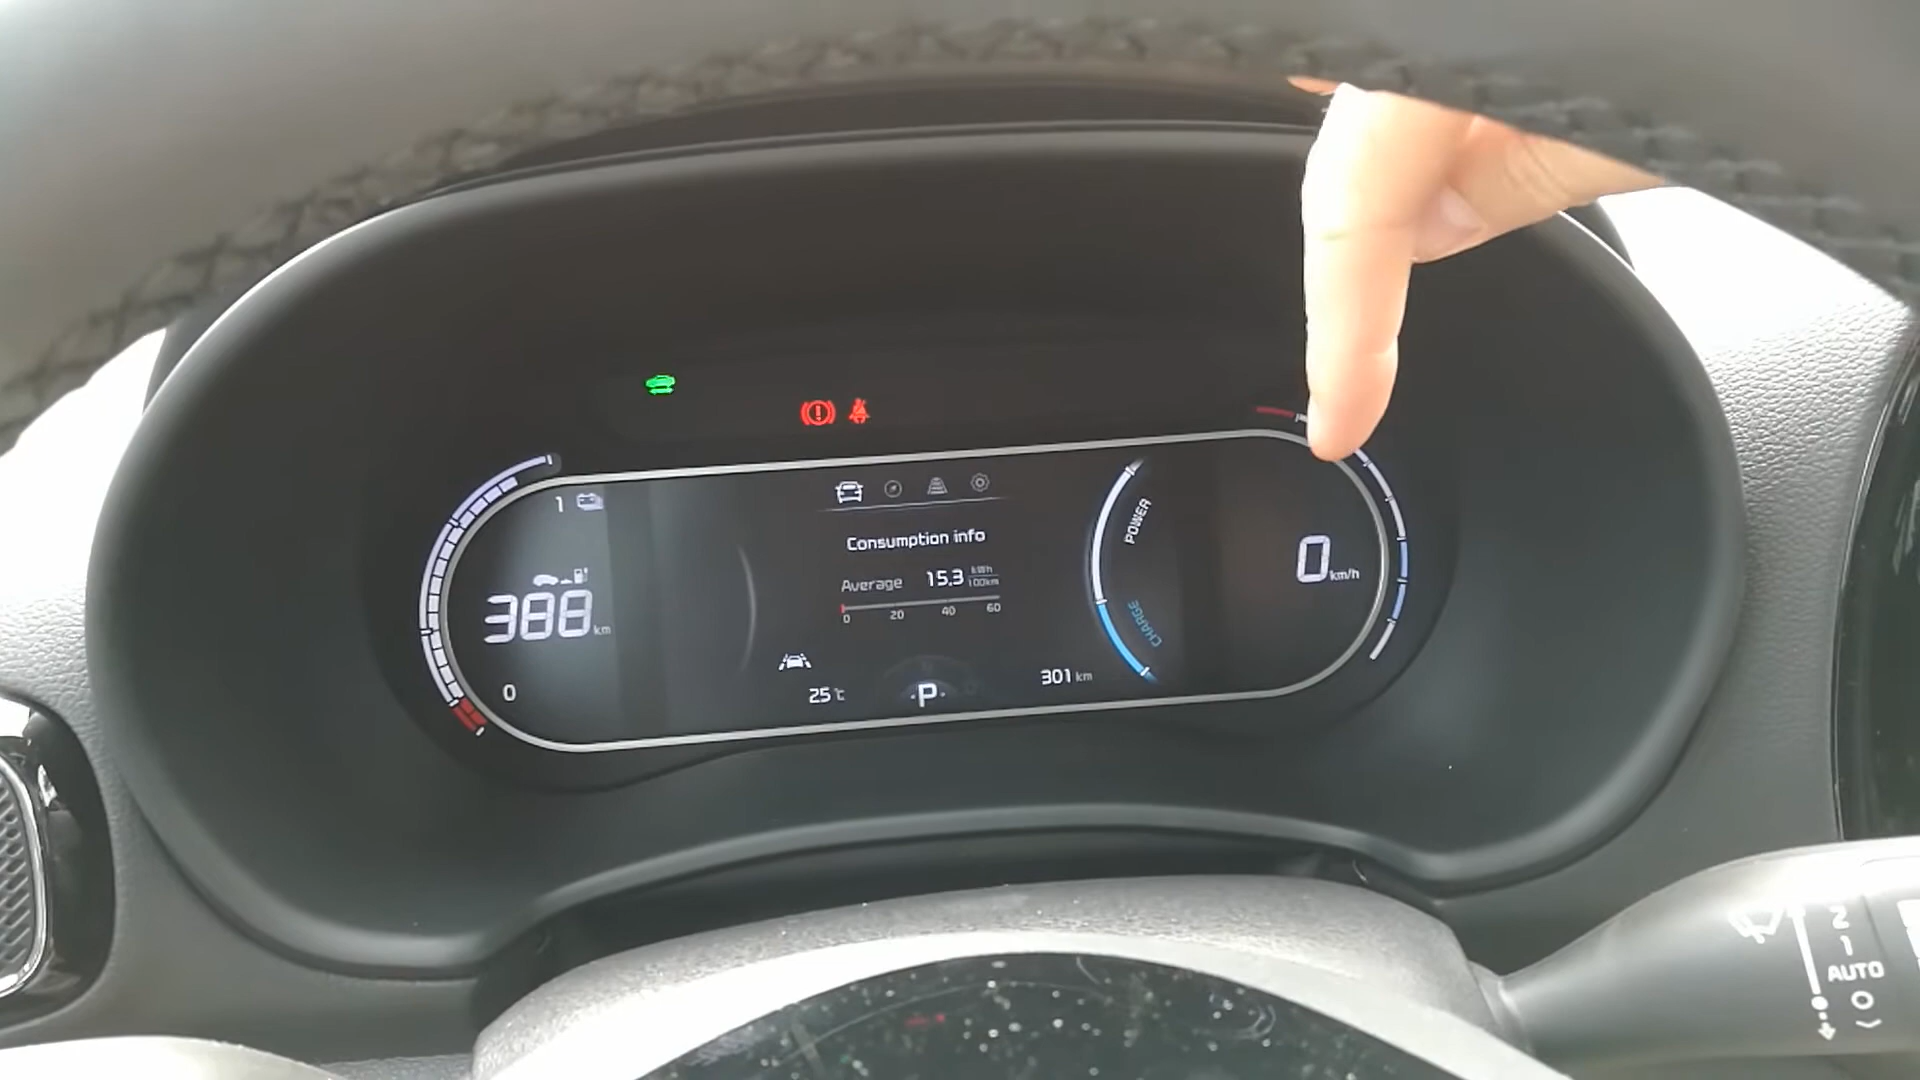 1
388 km
0
Consumption info
Average 15.3 kWh/100km
0 20 40 60
25 °C
P
301 km
POWER
CHARGE
0 km/h
2
1
AUTO
O